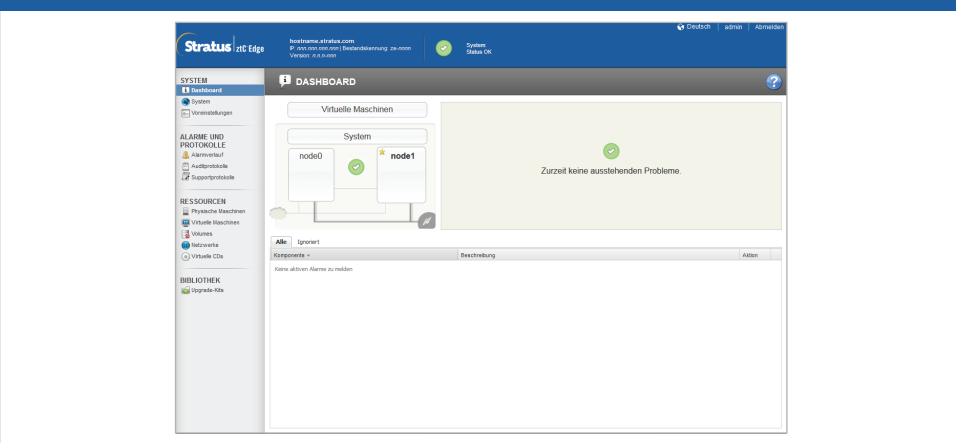 Deutsch admin Abmelden
Stratus ztC Edge
hostname.stratus.com
IP: nnn.nnn.nnn.nnn | Bestandskennung: ze-nnnn
Version: n.n.n-nnn
System
Status OK
SYSTEM
Dashboard
System
Voreinstellungen
ALARME UND
PROTOKOLLE
Alarmverlauf
Auditprotokolle
Supportprotokolle
RESSOURCEN
Physische Maschinen
Virtuelle Maschinen
Volumes
Netzwerke
Virtuelle CDs
BIBLIOTHEK
Upgrade-Kits
DASHBOARD
?
Virtuelle Maschinen
System
node0
node1
Zurzeit keine ausstehenden Probleme.
Alle Ignoriert
Komponente Beschreibung Aktion
Keine aktiven Alarme zu melden